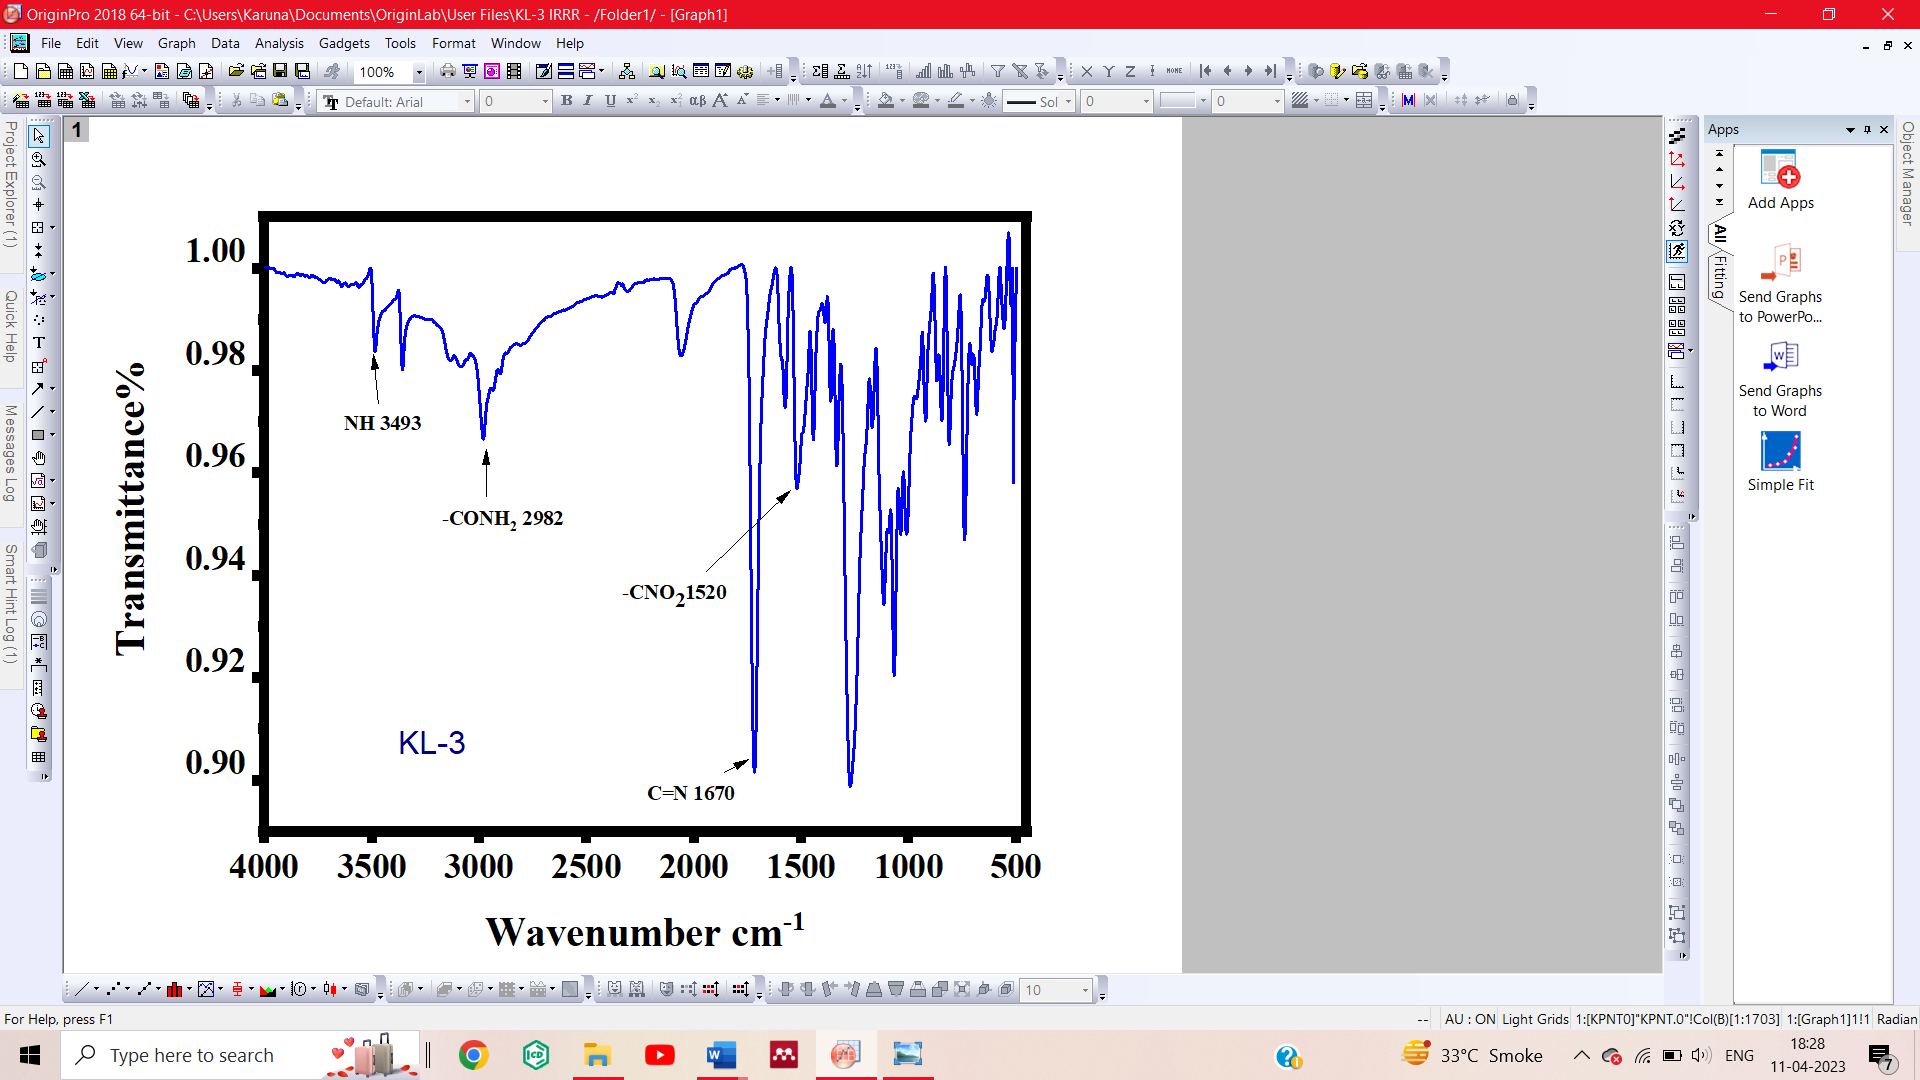 OriginPro 2018 64-bit - C:\Users\Karuna\Documents\OriginLab\User Files\KL-3 IRRR - /Folder1/ - [Graph1]
File Edit View Graph Data Analysis Gadgets Tools Format Window Help
100%
Default: Arial 0 B I U Sol 0 0
Project Explorer (1)
Quick Help
Messages Log
Smart Hint Log (1)
1
Transmittance%
1.00
0.98
0.96
0.94
0.92
0.90
NH 3493
-CONH2 2982
-CNO2 1520
C=N 1670
KL-3
4000 3500 3000 2500 2000 1500 1000 500
Wavenumber cm-1
Apps
All
Fitting
Add Apps
Send Graphs
to PowerPo...
Send Graphs
to Word
Simple Fit
Object Manager
10
For Help, press F1
-- AU : ON Light Grids 1:[KPNT0]"KPNT.0"!Col(B)[1:1703] 1:[Graph1]1!1 Radian
Type here to search
33°C Smoke
ENG
18:28
11-04-2023
7